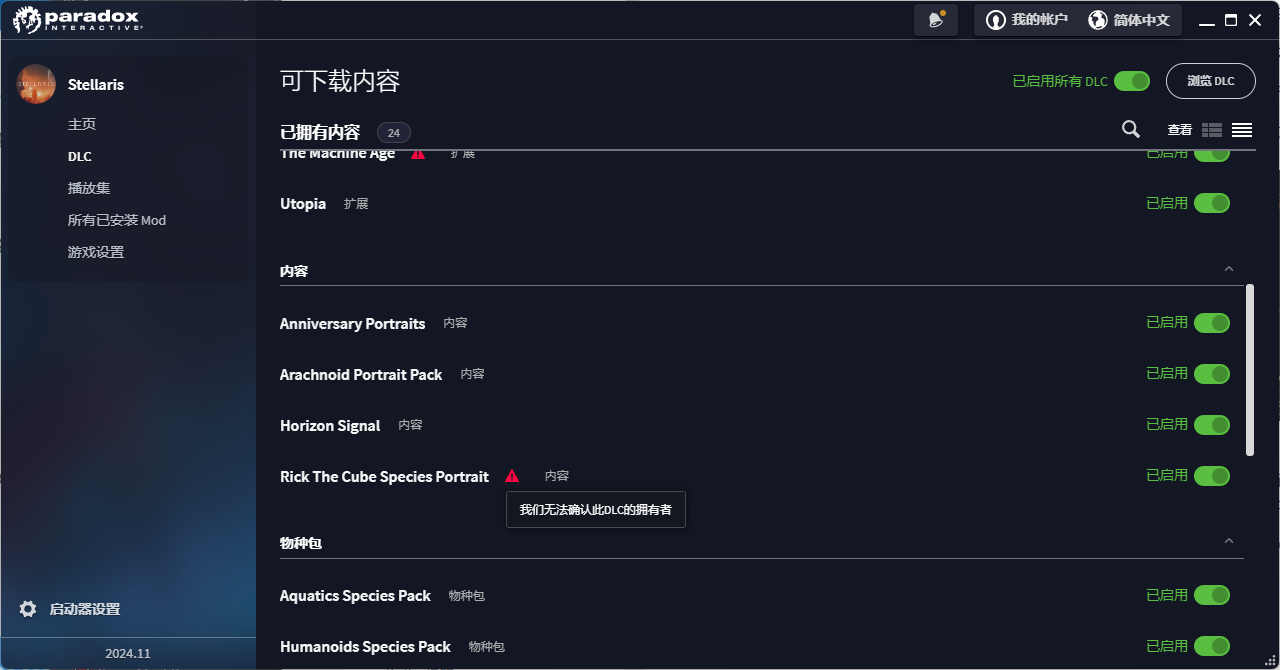 paradox
INTERACTIVE
我的帐户
简体中文
STELLARIS
Stellaris
主页
DLC
播放集
所有已安装 Mod
游戏设置
启动器设置
2024.11
可下载内容
已启用所有 DLC
浏览 DLC
已拥有内容 24
查看
The Machine Age 扩展 已启用
Utopia 扩展 已启用
内容
Anniversary Portraits 内容 已启用
Arachnoid Portrait Pack 内容 已启用
Horizon Signal 内容 已启用
Rick The Cube Species Portrait 内容 已启用
我们无法确认此DLC的拥有者
物种包
Aquatics Species Pack 物种包 已启用
Humanoids Species Pack 物种包 已启用